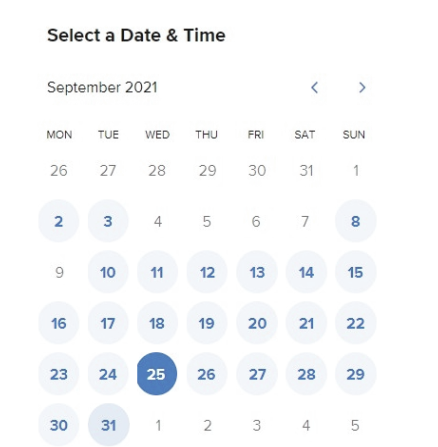 Select a Date & Time
September 2021
MON TUE WED THU FRI SAT SUN
26 27 28 29 30 31 1
2 3 4 5 6 7 8
9 10 11 12 13 14 15
16 17 18 19 20 21 22
23 24 25 26 27 28 29
30 31 1 2 3 4 5